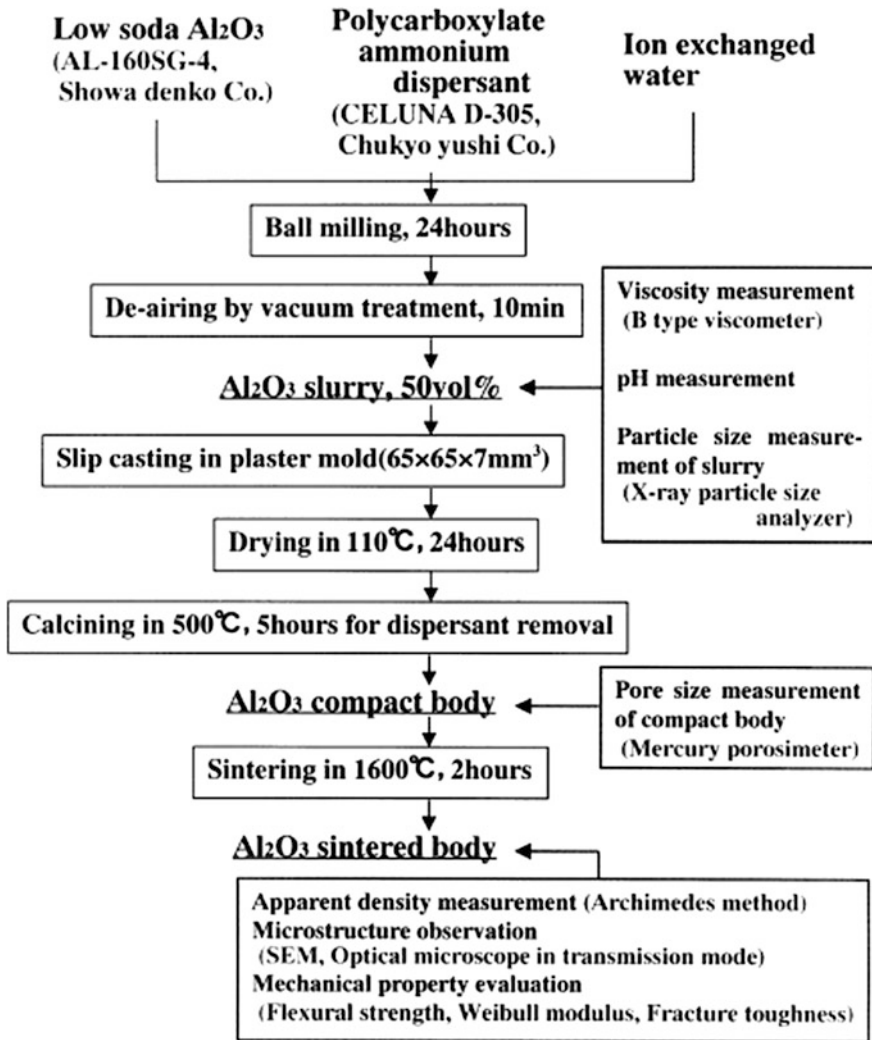 Low soda Al2O3
(AL-160SG-4,
Showa denko Co.)
Polycarboxylate
ammonium
dispersant
(CELUNA D-305,
Chukyo yushi Co.)
Ion exchanged
water
Ball milling, 24hours
De-airing by vacuum treatment, 10min
Al2O3 slurry, 50vol%
Viscosity measurement
(B type viscometer)
pH measurement
Particle size measure-
ment of slurry
(X-ray particle size
analyzer)
Slip casting in plaster mold(65×65×7mm³)
Drying in 110℃, 24hours
Calcining in 500℃, 5hours for dispersant removal
Al2O3 compact body
Pore size measurement
of compact body
(Mercury porosimeter)
Sintering in 1600℃, 2hours
Al2O3 sintered body
Apparent density measurement (Archimedes method)
Microstructure observation
(SEM, Optical microscope in transmission mode)
Mechanical property evaluation
(Flexural strength, Weibull modulus, Fracture toughness)